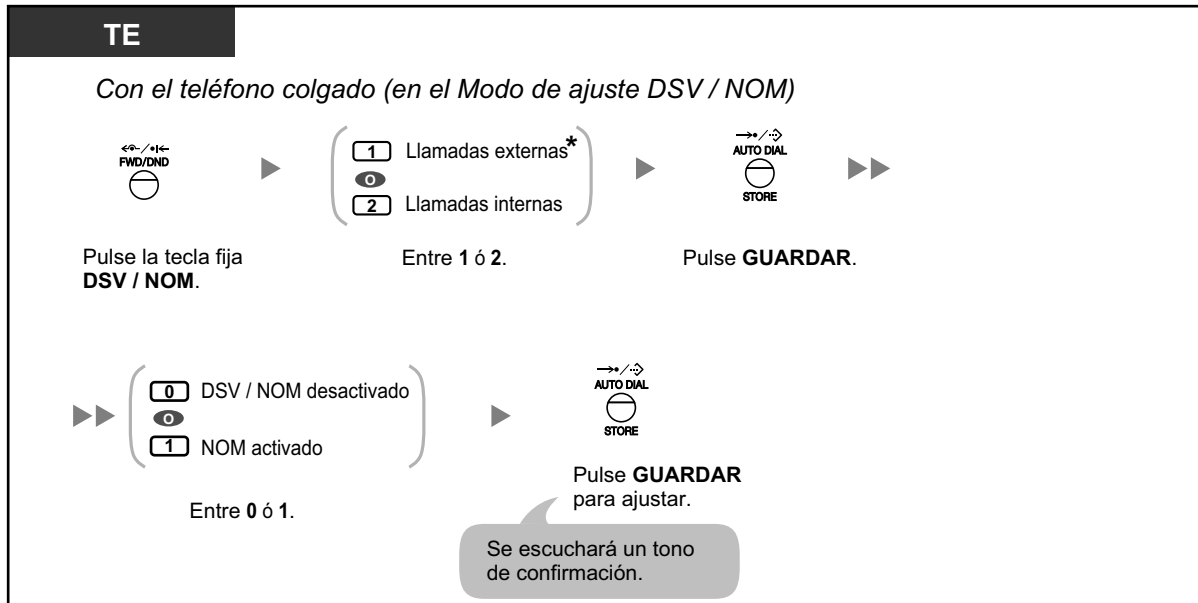 TE
Con el teléfono colgado (en el Modo de ajuste DSV / NOM)
FWD/DND
1 Llamadas externas*
O
2 Llamadas internas
AUTO DIAL
STORE
Pulse la tecla fija
DSV / NOM.
Entre 1 ó 2.
Pulse GUARDAR.
0 DSV / NOM desactivado
O
1 NOM activado
AUTO DIAL
STORE
Entre 0 ó 1.
Pulse GUARDAR
para ajustar.
Se escuchará un tono
de confirmación.